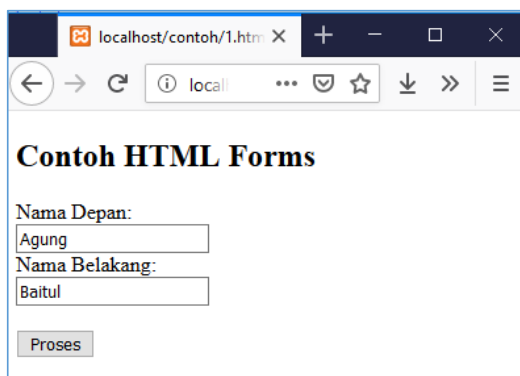 localhost/contoh/1.htm
local
Contoh HTML Forms
Nama Depan:
Agung
Nama Belakang:
Baitul
Proses